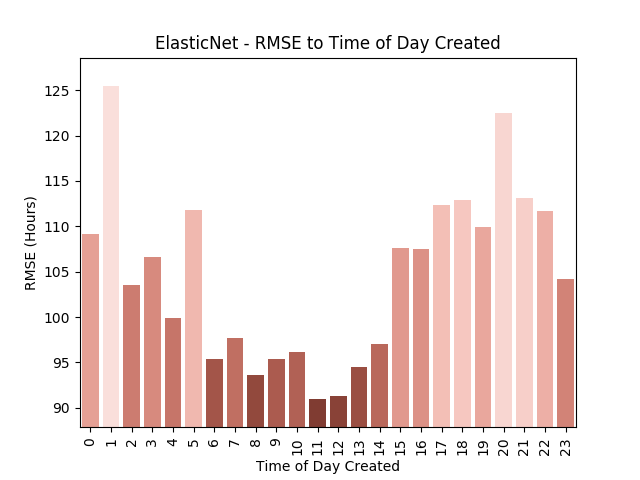 ElasticNet - RMSE to Time of Day Created
RMSE (Hours)
125
120
115
110
105
100
95
90
0 1 2 3 4 5 6 7 8 9 10 11 12 13 14 15 16 17 18 19 20 21 22 23
Time of Day Created